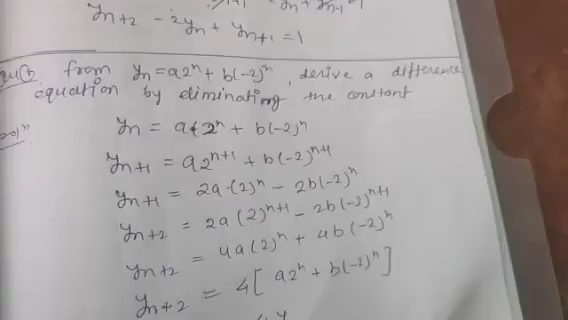 yn+2 - 2yn + yn+1 = 1
from yn = a2^n + b(-2)^n, derive a difference
equation by eliminating the constant
Sol^n.
yn = a(2^n + b(-2)^n
yn+1 = a2^n+1 + b(-2)^n+1
yn+1 = 2a·(2)^n - 2b(-2)^n
yn+2 = 2a(2)^n+1 - 2b(-2)^n+1
yn+2 = 4a(2)^n + 4b(-2)^n
yn+2 = 4[a2^n + b(-2)^n]